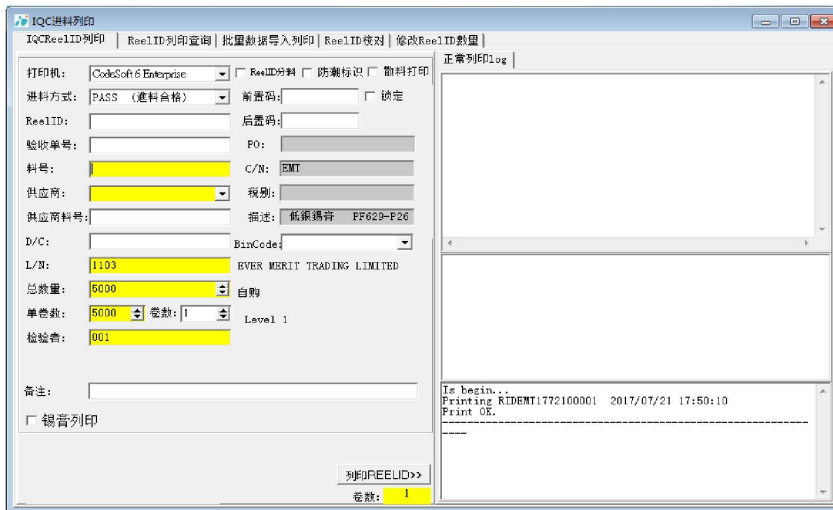 IQC进料列印
IQCReelID列印 ReelID列印查询 批里数据导入列印 ReelID校对 修改ReelID数量
打印机: CodeSoft 6 Enterprise ReelID分料 防潮标识 散料打印
进料方式: PASS （進料合格） 前置码: 锁定
ReelID: 后置码:
验收单号: PO:
料号: C/N: EMT
供应商: 税别:
供应商料号: 描述: 低銀錫膏 PF629-P26
D/C: BinCode:
L/N: 1103 EVER MERIT TRADING LIMITED
总数量: 5000 自购
单卷数: 5000 卷数: 1 Level 1
检验者: 001
备注:
锡膏列印
列印REELID>>
卷数: 1
正常列印log
Is begin...
Printing RIDEMT1772100001 2017/07/21 17:50:10
Print OK.
----------------------------------------------------------------